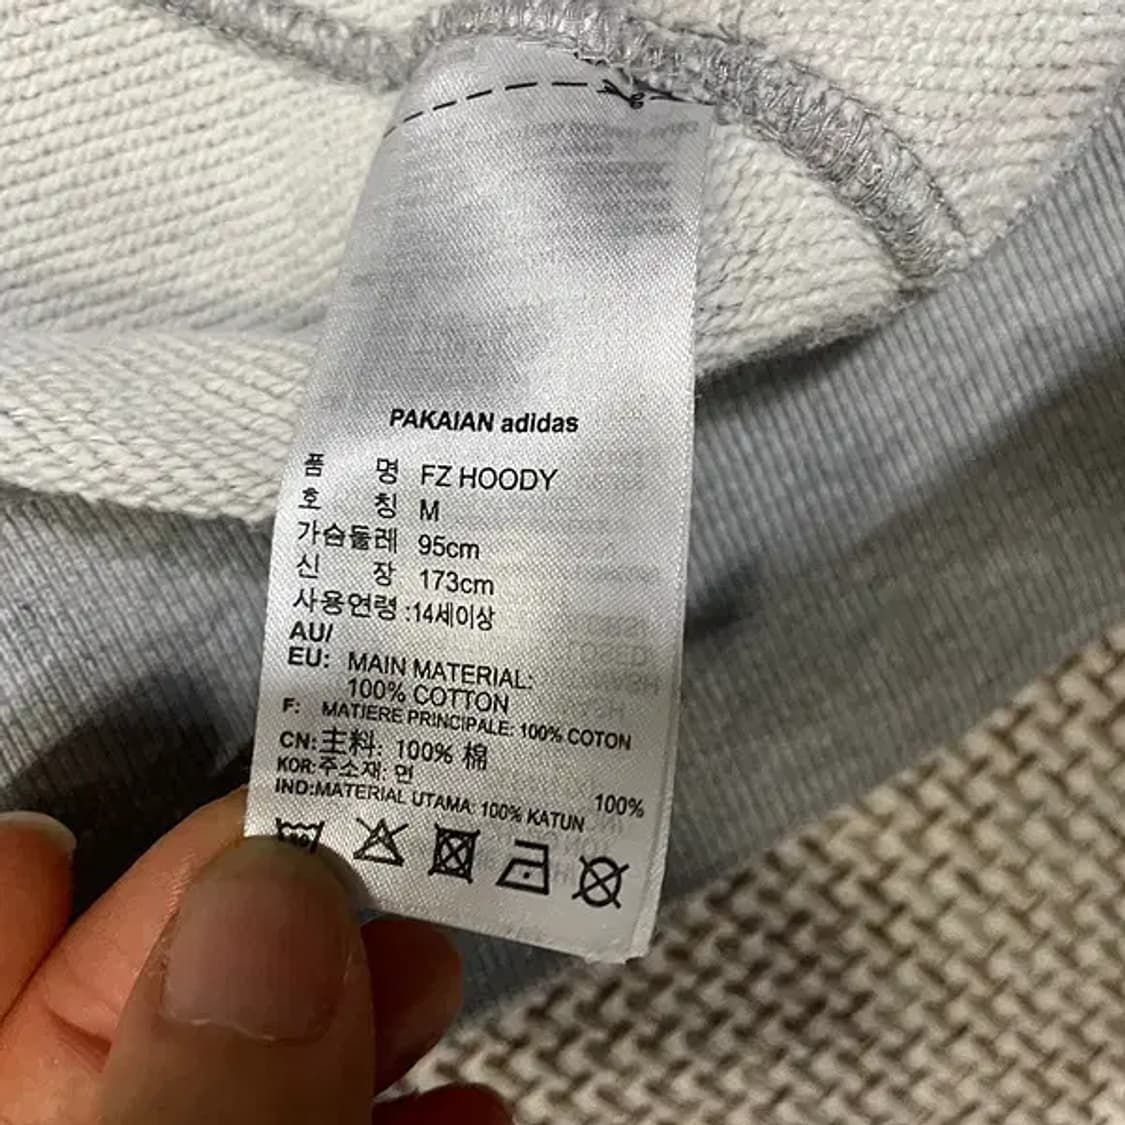 PAKAIAN adidas
품 명 FZ HOODY
호 칭 M
가슴둘레 95cm
신 장 173cm
사용연령 :14세이상
AU/
EU: MAIN MATERIAL:
100% COTTON
F: MATIERE PRINCIPALE: 100% COTON
CN:主料: 100% 棉
KOR:주소재: 면 100%
IND:MATERIAL UTAMA: 100% KATUN